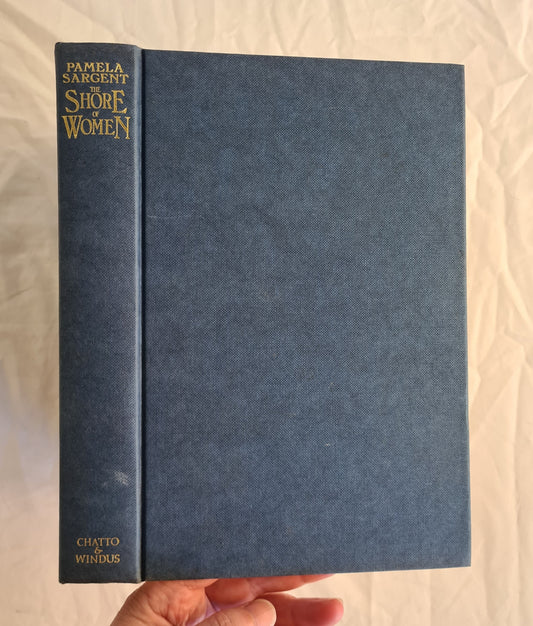 PAMELA
SARGENT
THE
SHORE
OF
WOMEN
CHATTO
&
WINDUS